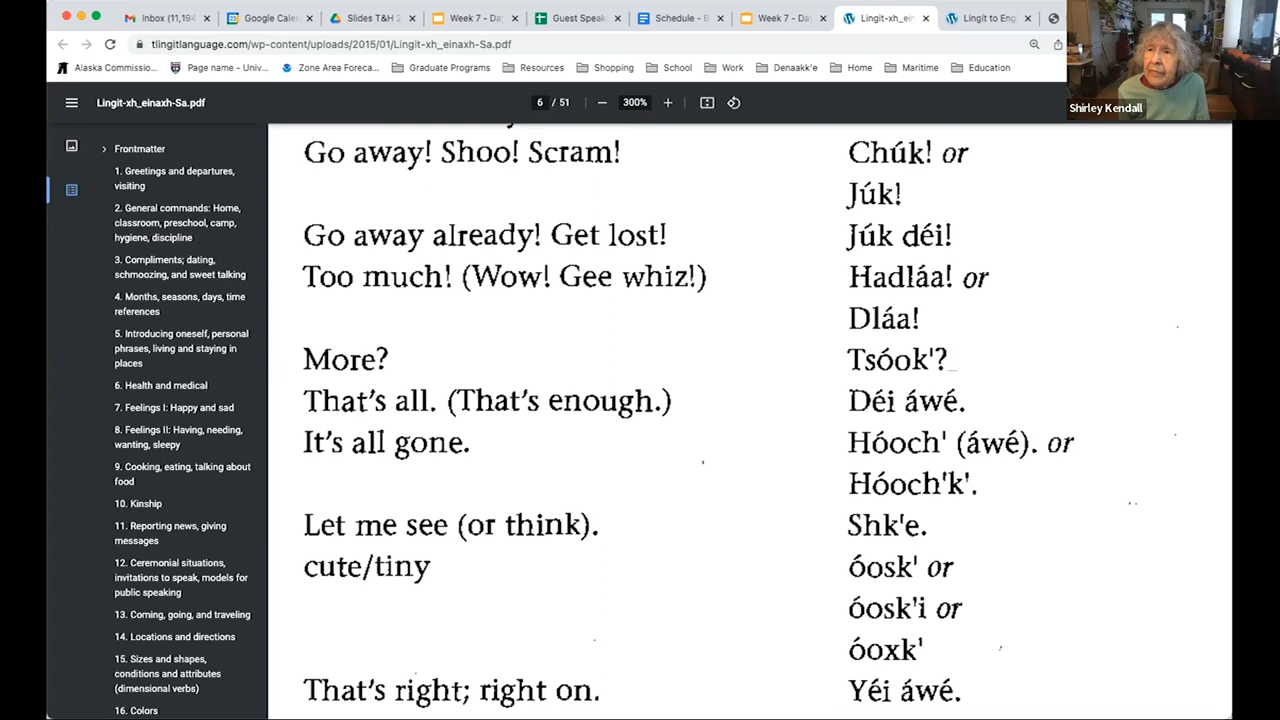 Inbox (11,194
Google Cale
Slides T&H 2
Week 7 - Da
Guest Speak
Schedule - B
Week 7 - Da
Lingit-xh_ein
Lingít to Eng
tlingitlanguage.com/wp-content/uploads/2015/01/Lingit-xh_einaxh-Sa.pdf
Alaska Commissio...
Page name - Univ...
Zone Area Foreca...
Graduate Programs
Resources
Shopping
School
Work
Denaakk'e
Home
Maritime
Education
Shirley Kendall
Lingit-xh_einaxh-Sa.pdf
6 / 51
300%
Frontmatter
1. Greetings and departures,
visiting
2. General commands: Home,
classroom, preschool, camp,
hygiene, discipline
3. Compliments; dating,
schmoozing, and sweet talking
4. Months, seasons, days, time
references
5. Introducing oneself, personal
phrases, living and staying in
places
6. Health and medical
7. Feelings I: Happy and sad
8. Feelings II: Having, needing,
wanting, sleepy
9. Cooking, eating, talking about
food
10. Kinship
11. Reporting news, giving
messages
12. Ceremonial situations,
invitations to speak, models for
public speaking
13. Coming, going, and traveling
14. Locations and directions
15. Sizes and shapes,
conditions and attributes
(dimensional verbs)
16. Colors
Go away! Shoo! Scram! Chúk! or
Júk!
Go away already! Get lost! Júk déi!
Too much! (Wow! Gee whiz!) Hadláa! or
Dláa!
More? Tsóok'?
That's all. (That's enough.) Déi áwé.
It's all gone. Hóoch' (áwé). or
Hóoch'k'.
Let me see (or think). Shk'e.
cute/tiny óosk' or
óosk'i or
óoxk'
That's right; right on. Yéi áwé.